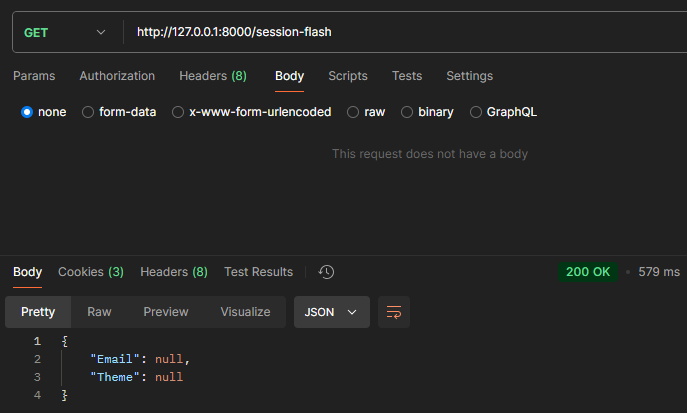 GET http://127.0.0.1:8000/session-flash
Params Authorization Headers (8) Body Scripts Tests Settings
none form-data x-www-form-urlencoded raw binary GraphQL
This request does not have a body
Body Cookies (3) Headers (8) Test Results 200 OK • 579 ms
Pretty Raw Preview Visualize JSON
1 {
2 "Email": null,
3 "Theme": null
4 }